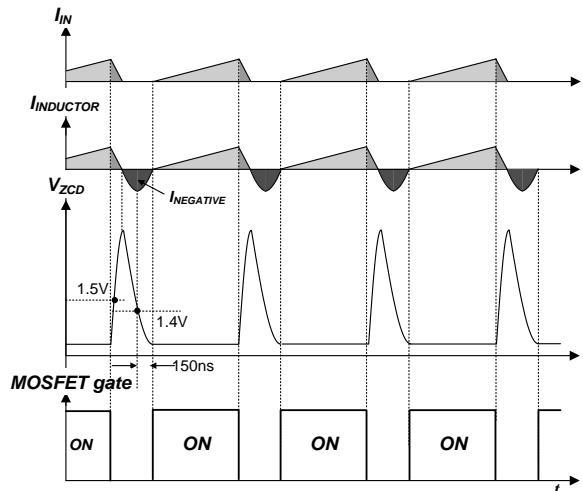 IIN
IINDUCTOR
INEGATIVE
VZCD
1.5V
1.4V
150ns
MOSFET gate
ON ON ON ON
t